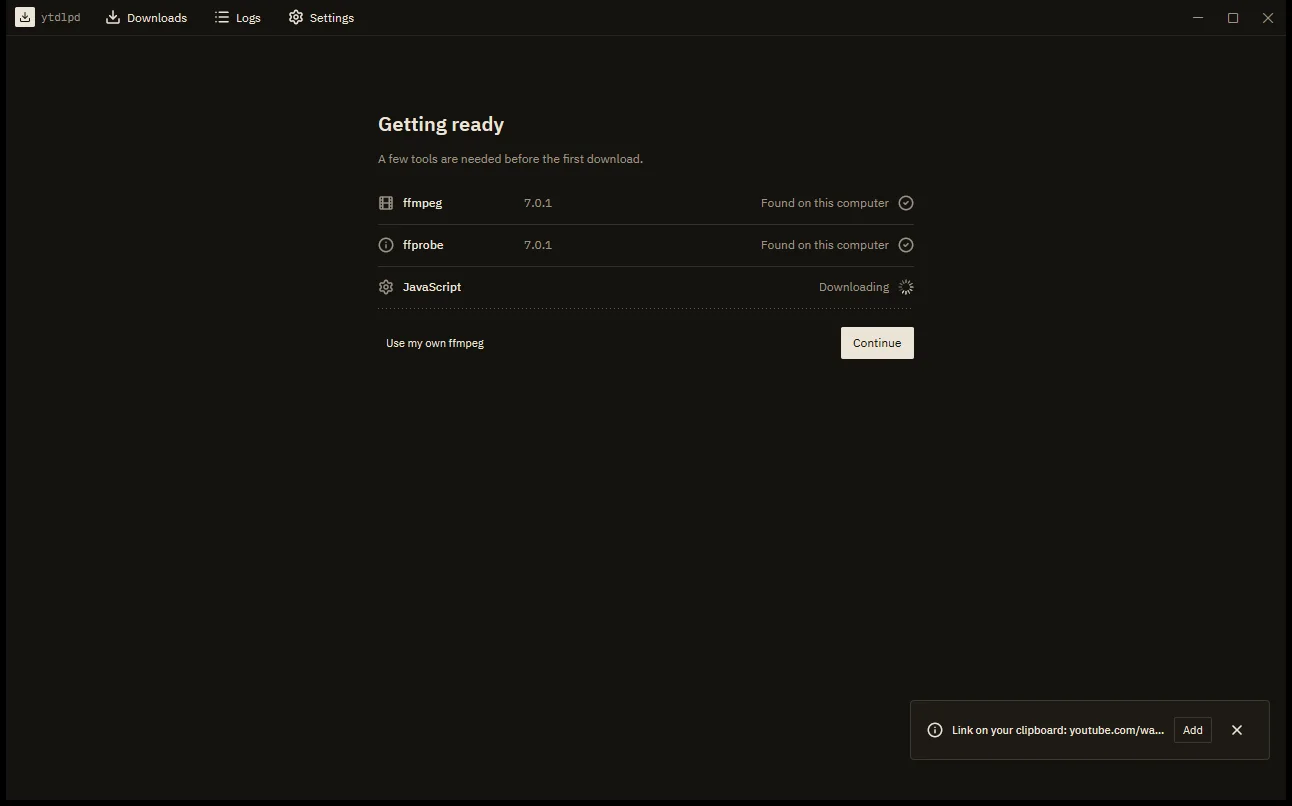 ytdlpd Downloads Logs Settings
Getting ready
A few tools are needed before the first download.
ffmpeg 7.0.1 Found on this computer
ffprobe 7.0.1 Found on this computer
JavaScript Downloading
Use my own ffmpeg Continue
Link on your clipboard: youtube.com/wa... Add